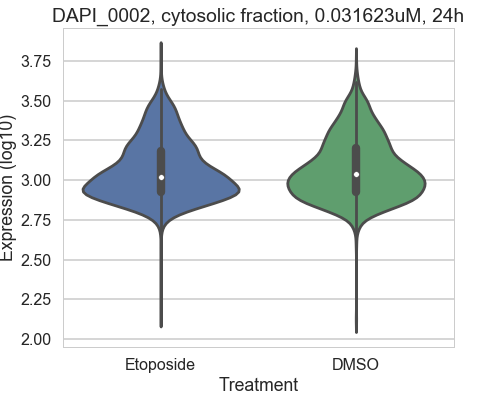 DAPI_0002, cytosolic fraction, 0.031623uM, 24h
Expression (log10)
3.75
3.50
3.25
3.00
2.75
2.50
2.25
2.00
Etoposide DMSO
Treatment